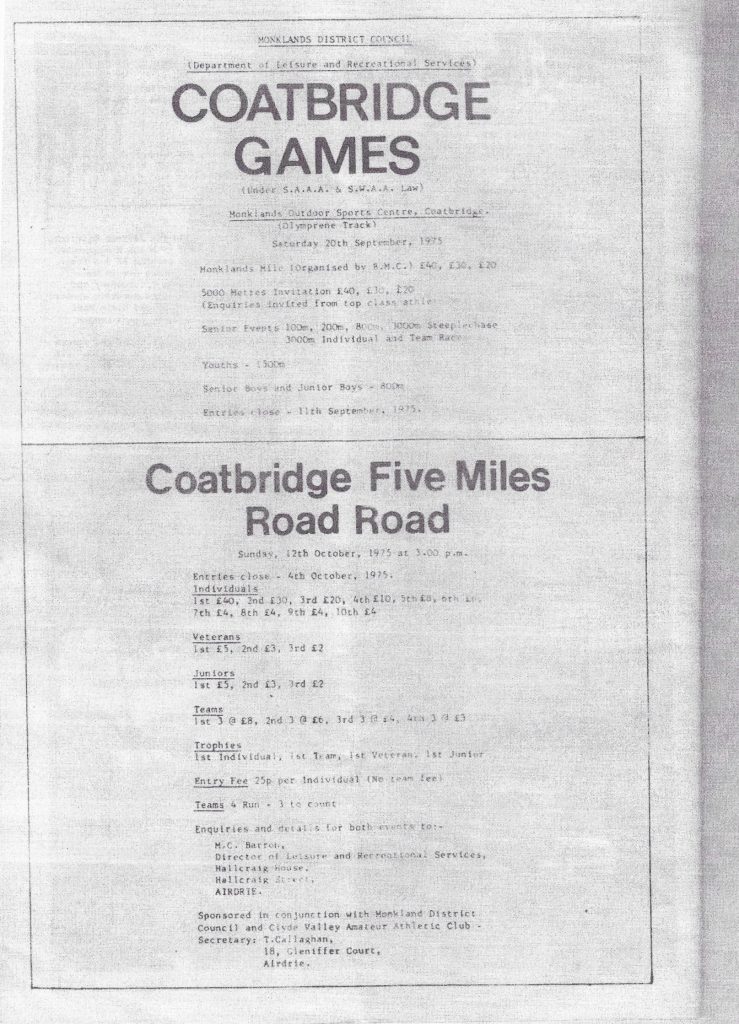 MONKLANDS DISTRICT COUNCIL
(Department of Leisure and Recreational Services)
COATBRIDGE
GAMES
(Under S.A.A.A. & S.W.A.A. Law)
Monklands Outdoor Sports Centre, Coatbridge.
(Olymprene Track)
Saturday 20th September, 1975
Monklands Mile (Organised by B.M.C.) £40, £30, £20
5000 Metres Invitation £40, £30, £20
(Enquiries invited from top class
Senior Events 100m, 200m, 800m, 3000m Steeplechase
3000m Individual and Team Races
Youths - 1500m
Senior Boys and Junior Boys - 800m
Entries close - 11th September, 1975.
Coatbridge Five Miles
Road Road
Sunday, 12th October, 1975 at 3.00 p.m.
Entries close - 4th October, 1975.
Individuals
1st £40, 2nd £30, 3rd £20, 4th £10, 5th £8, 6th
7th £4, 8th £4, 9th £4, 10th £4
Veterans
1st £5, 2nd £3, 3rd £2
Juniors
1st £5, 2nd £3, 3rd £2
Teams
1st 3 @ £8, 2nd 3 @ £6, 3rd 3 @ £4, 4th 3 @ £3
Trophies
1st Individual, 1st Team, 1st Veteran, 1st Junior
Entry Fee 25p per Individual (No team fee)
Teams 4 Run - 3 to count
Enquiries and details for both events to:-
M.C. Barron,
Director of Leisure and Recreational Services,
Hallcraig House,
Hallcraig Street,
AIRDRIE.
Sponsored in conjunction with Monkland District
Council and Clyde Valley Amateur Athletic Club -
Secretary: T.Callaghan,
18, Gleniffer Court,
Airdrie.